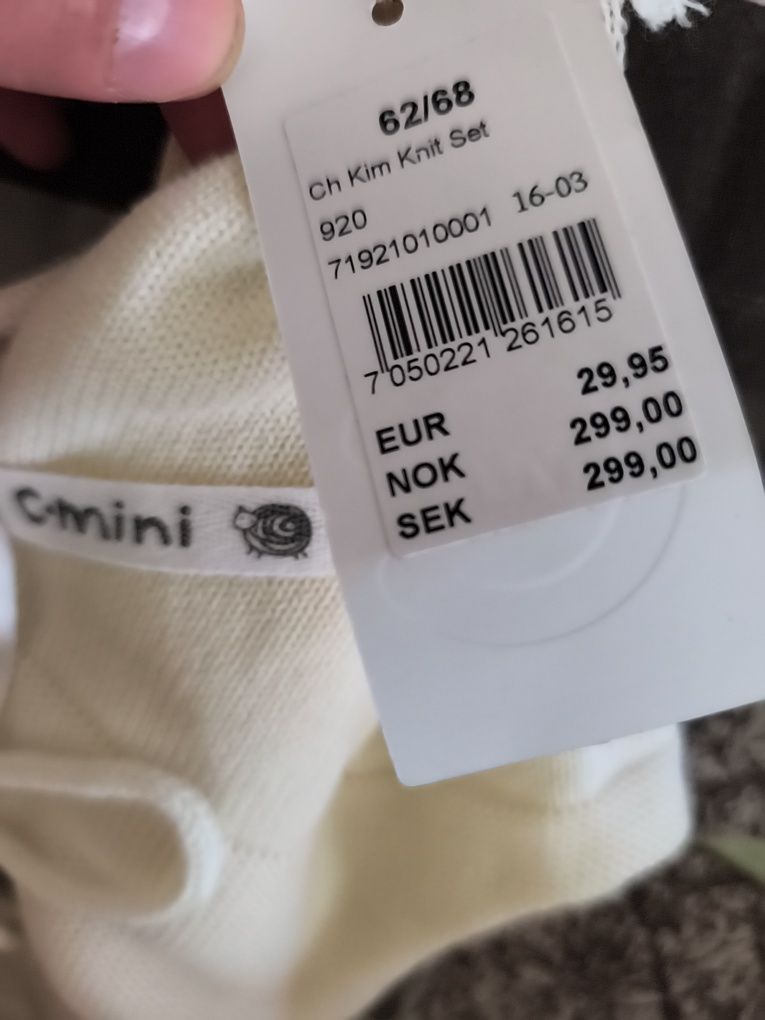 62/68
Ch Kim Knit Set
920
71921010001 16-03
7 050221 261615
EUR 29,95
NOK 299,00
SEK 299,00
c-mini